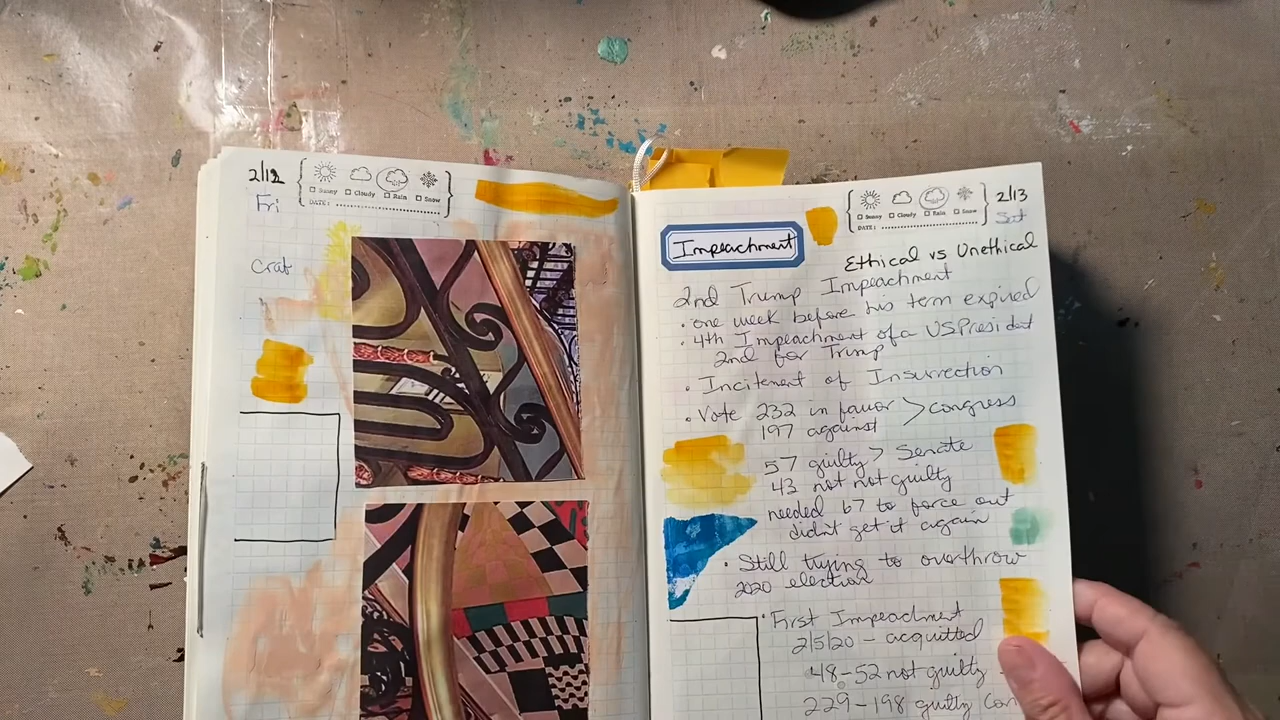 2/12
Fri
Sunny Cloudy Rain Snow
DATE:
Crat
Sunny Cloudy Rain Snow
DATE:
2/13
Sat
Impeachment
Ethical vs Unethical
2nd Trump Impeachment
• one week before his term expired
• 4th Impeachment of a US President
2nd for Trump
• Incitement of Insurrection
• Vote 232 in favor > Congress
197 against
57 guilty > Senate
43 not not guilty
needed 67 to force out
didn't get it again
• Still trying to overthrow
2020 election
• First Impeachment
2/5/20 - acquitted
48-52 not guilty -
229-198 guilty Con